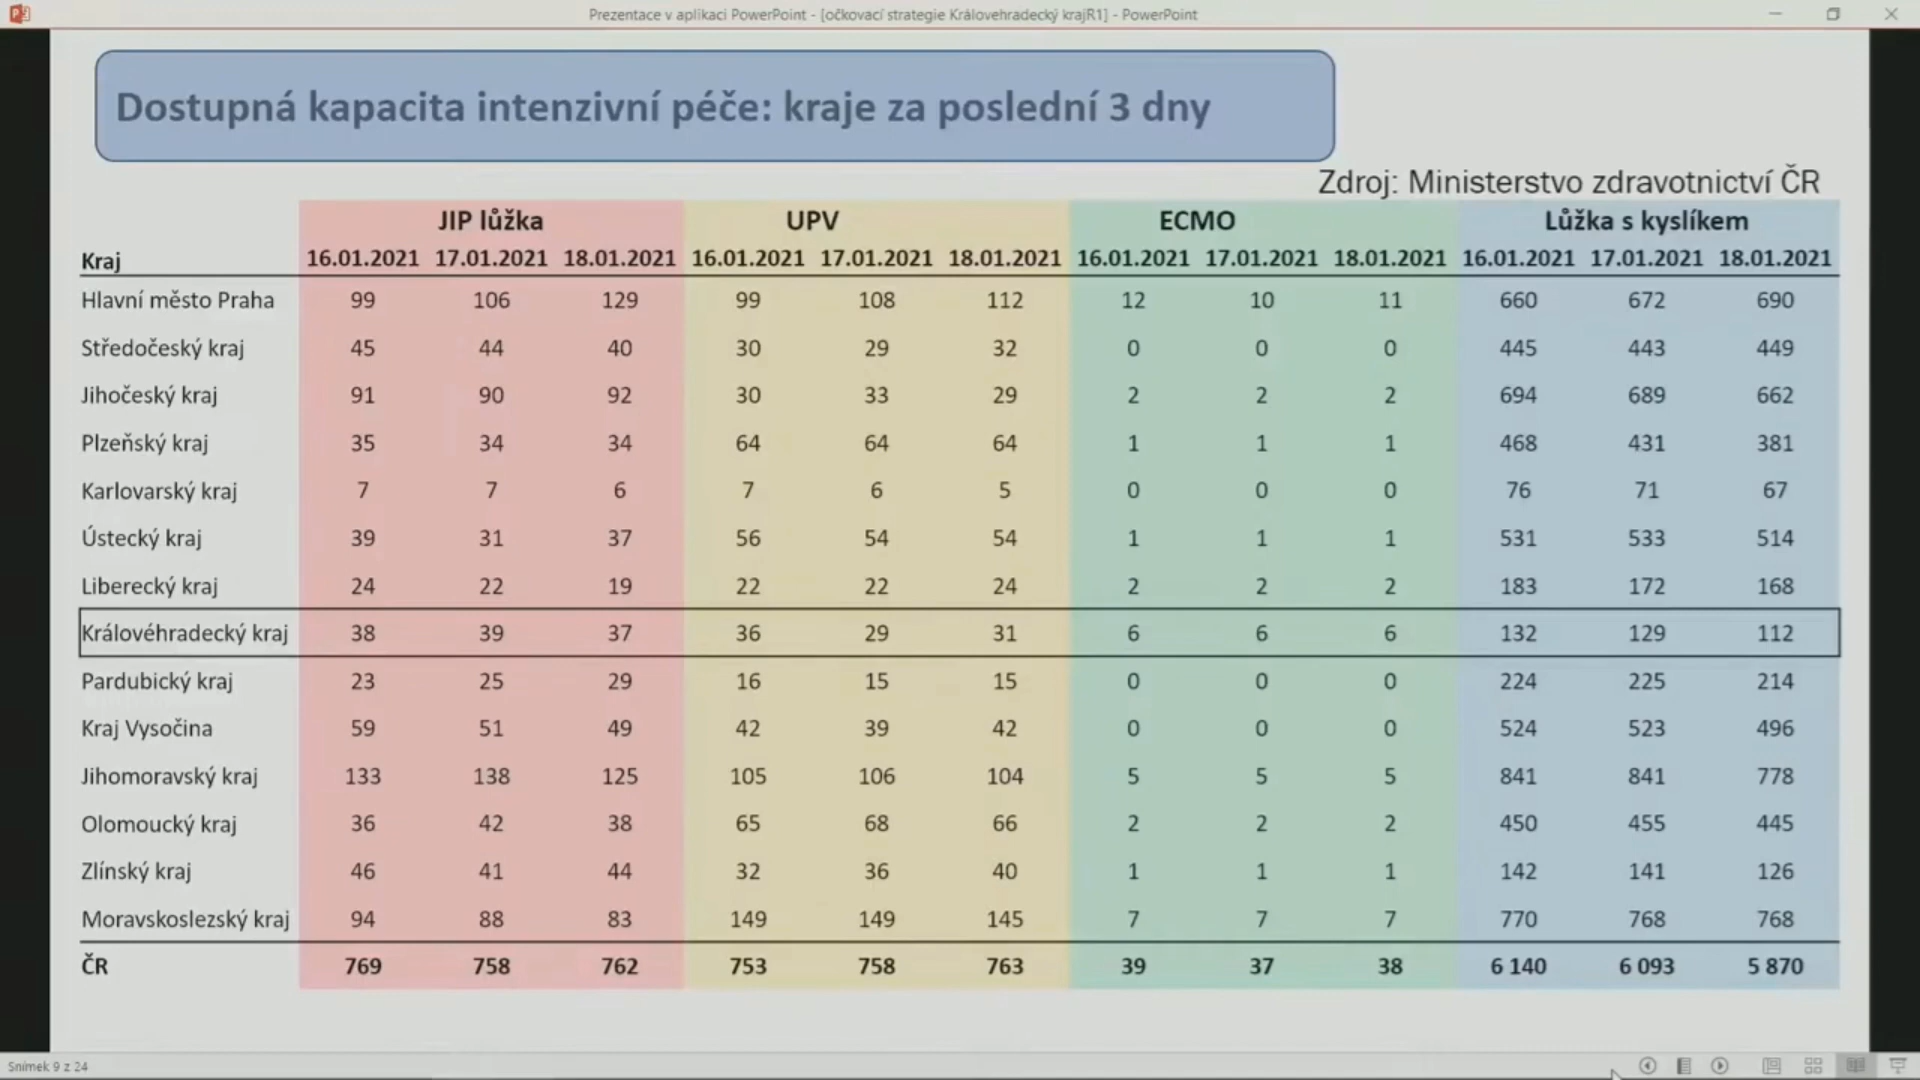 Prezentace v aplikaci PowerPoint - [očkovací strategie Královehradecký krajR1] - PowerPoint
Dostupná kapacita intenzivní péče: kraje za poslední 3 dny
Zdroj: Ministerstvo zdravotnictví ČR
JIP lůžka UPV ECMO Lůžka s kyslíkem
Kraj 16.01.2021 17.01.2021 18.01.2021 16.01.2021 17.01.2021 18.01.2021 16.01.2021 17.01.2021 18.01.2021 16.01.2021 17.01.2021 18.01.2021
Hlavní město Praha 99 106 129 99 108 112 12 10 11 660 672 690
Středočeský kraj 45 44 40 30 29 32 0 0 0 445 443 449
Jihočeský kraj 91 90 92 30 33 29 2 2 2 694 689 662
Plzeňský kraj 35 34 34 64 64 64 1 1 1 468 431 381
Karlovarský kraj 7 7 6 7 6 5 0 0 0 76 71 67
Ústecký kraj 39 31 37 56 54 54 1 1 1 531 533 514
Liberecký kraj 24 22 19 22 22 24 2 2 2 183 172 168
Královéhradecký kraj 38 39 37 36 29 31 6 6 6 132 129 112
Pardubický kraj 23 25 29 16 15 15 0 0 0 224 225 214
Kraj Vysočina 59 51 49 42 39 42 0 0 0 524 523 496
Jihomoravský kraj 133 138 125 105 106 104 5 5 5 841 841 778
Olomoucký kraj 36 42 38 65 68 66 2 2 2 450 455 445
Zlínský kraj 46 41 44 32 36 40 1 1 1 142 141 126
Moravskoslezský kraj 94 88 83 149 149 145 7 7 7 770 768 768
ČR 769 758 762 753 758 763 39 37 38 6 140 6 093 5 870
Snímek 9 z 24